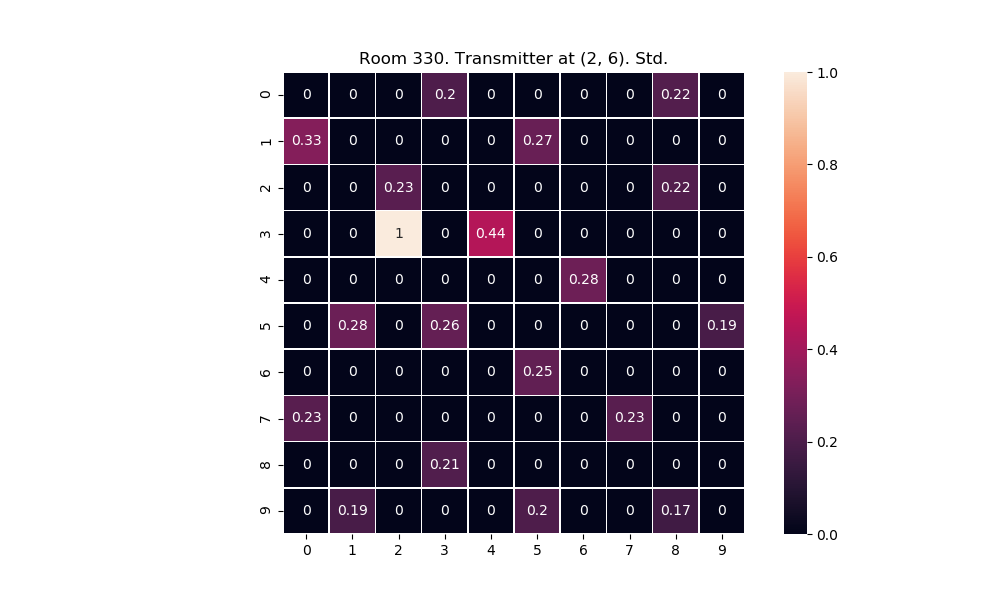 Room 330. Transmitter at (2, 6). Std.
0 0 0 0 0.2 0 0 0 0 0.22 0
1 0.33 0 0 0 0 0.27 0 0 0 0
2 0 0 0.23 0 0 0 0 0 0.22 0
3 0 0 1 0 0.44 0 0 0 0 0
4 0 0 0 0 0 0 0.28 0 0 0
5 0 0.28 0 0.26 0 0 0 0 0 0.19
6 0 0 0 0 0 0.25 0 0 0 0
7 0.23 0 0 0 0 0 0 0.23 0 0
8 0 0 0 0.21 0 0 0 0 0 0
9 0 0.19 0 0 0 0.2 0 0 0.17 0
0 1 2 3 4 5 6 7 8 9
1.0
0.8
0.6
0.4
0.2
0.0